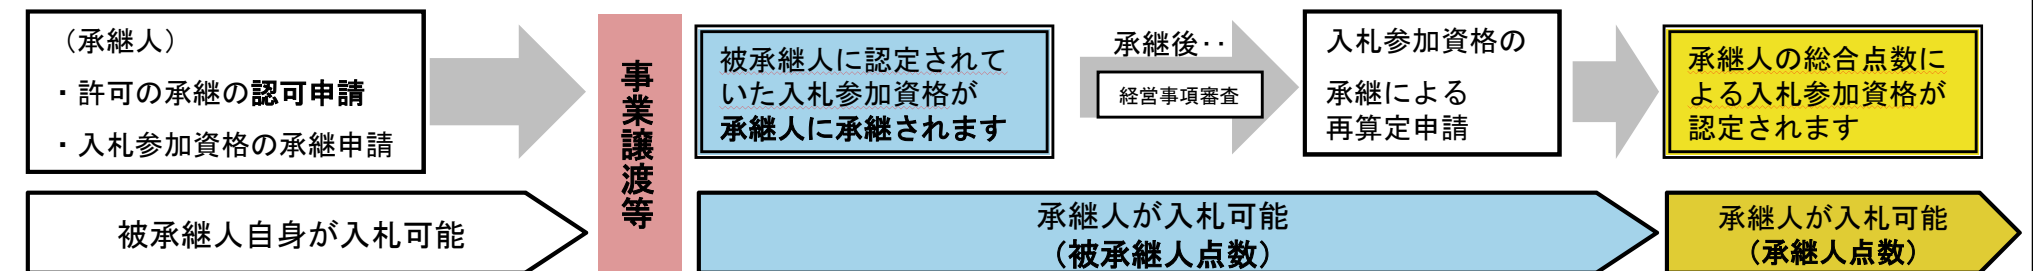 （承継人）
・許可の承継の認可申請
・入札参加資格の承継申請
事業譲渡等
被承継人に認定されて
いた入札参加資格が
承継人に承継されます
承継後‥
経営事項審査
入札参加資格の
承継による
再算定申請
承継人の総合点数に
よる入札参加資格が
認定されます
被承継人自身が入札可能
承継人が入札可能
（被承継人点数）
承継人が入札可能
（承継人点数）